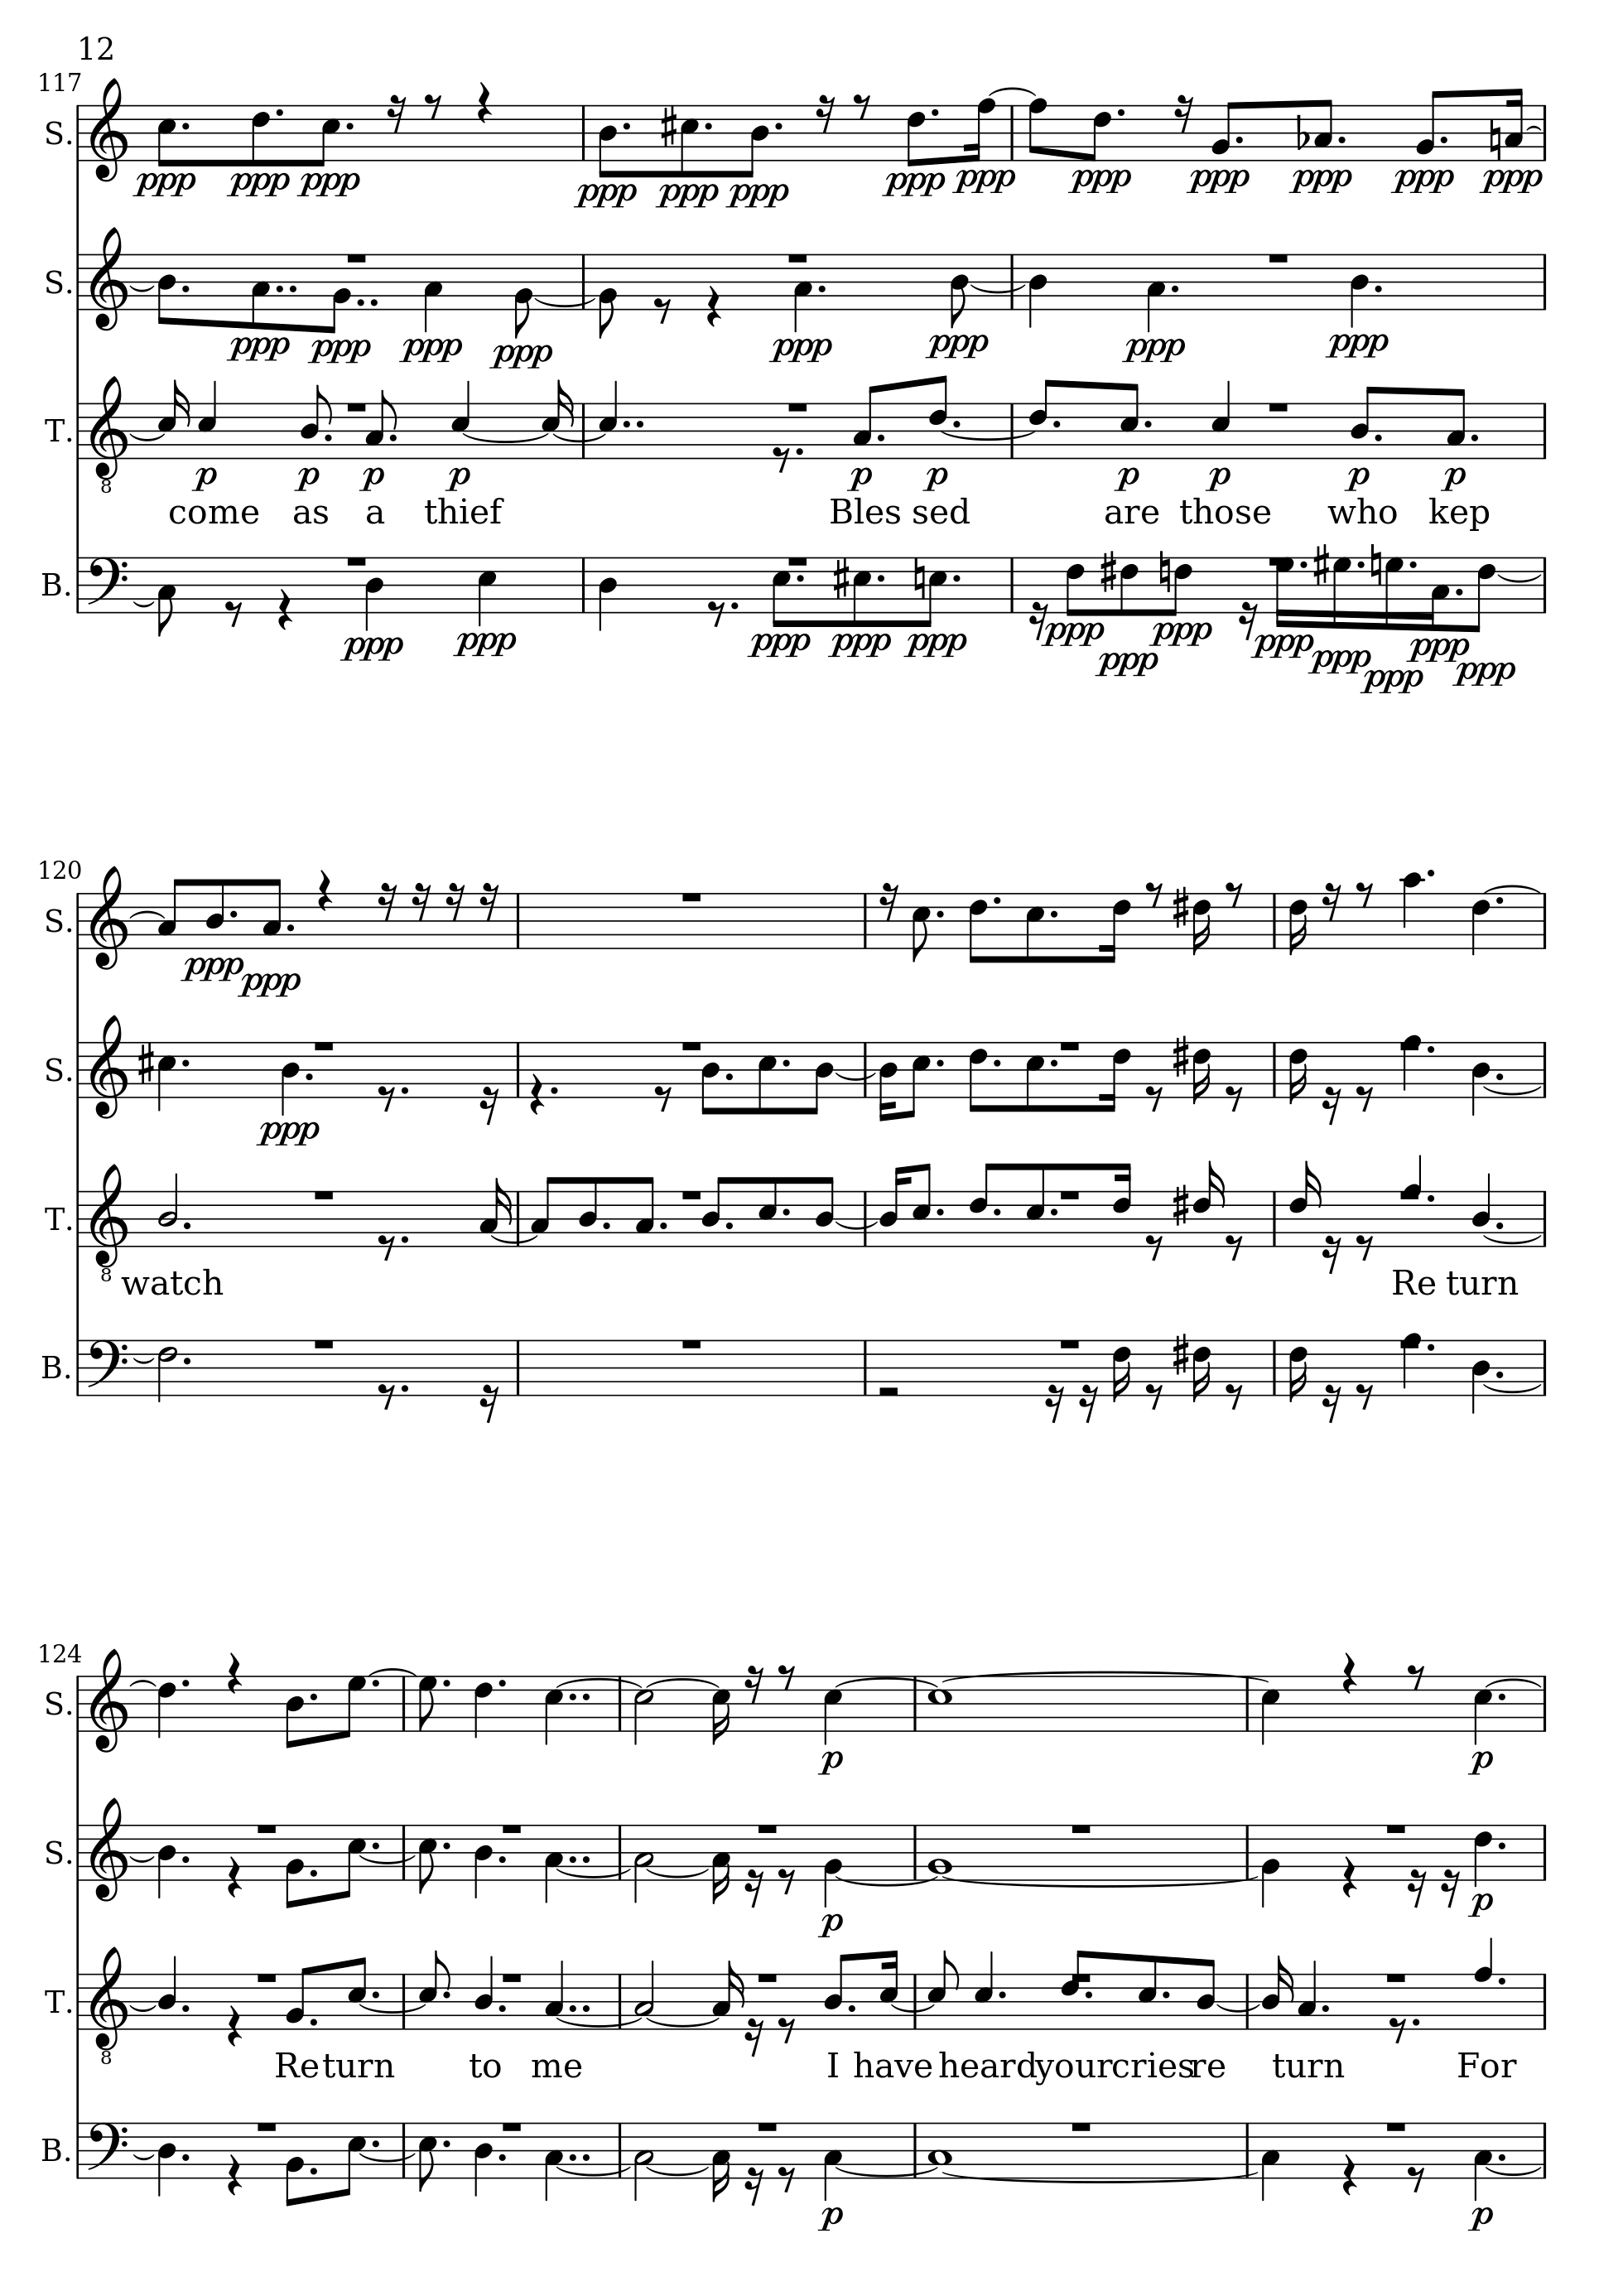 12
117
S.
ppp ppp ppp ppp ppp ppp ppp ppp ppp ppp ppp ppp ppp
S.
ppp ppp ppp ppp ppp ppp ppp ppp
T.
8
p p p p p p p p p p
come as a thief Bles sed are those who kep
B.
ppp ppp ppp ppp ppp ppp ppp ppp ppp ppp ppp ppp ppp
120
S.
ppp ppp
S.
ppp
T.
8
watch Re turn
B.
124
S.
p p
S.
p p
T.
8
Re turn to me I have heard your cries re turn For
B.
p p